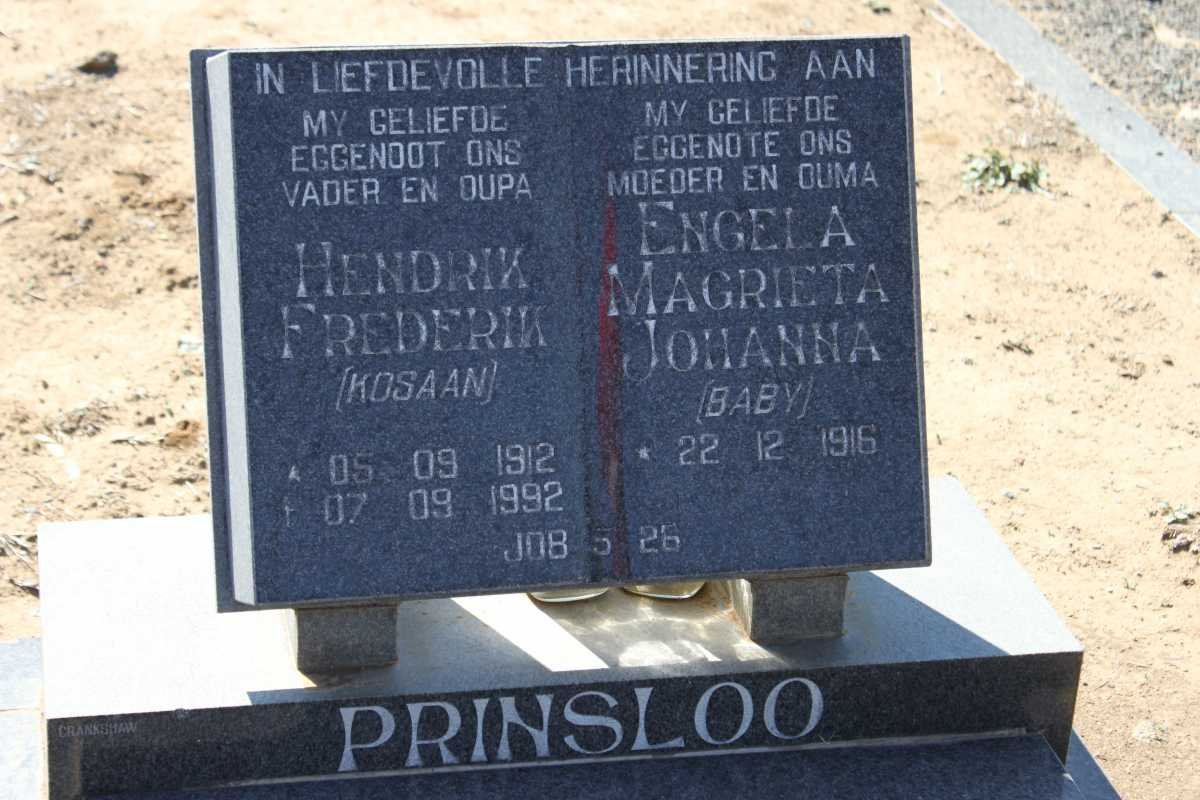 IN LIEFDEVOLLE HERINNERING AAN
MY GELIEFDE
EGGENOOT ONS
VADER EN OUPA
HENDRIK
FREDERIK
(KOSAAN)
* 05 09 1912
† 07 09 1992
MY GELIEFDE
EGGENOTE ONS
MOEDER EN OUMA
ENGELA
MAGRIETA
JOHANNA
(BABY)
* 22 12 1916
JOB 5 26
PRINSLOO
CRANKSHAW